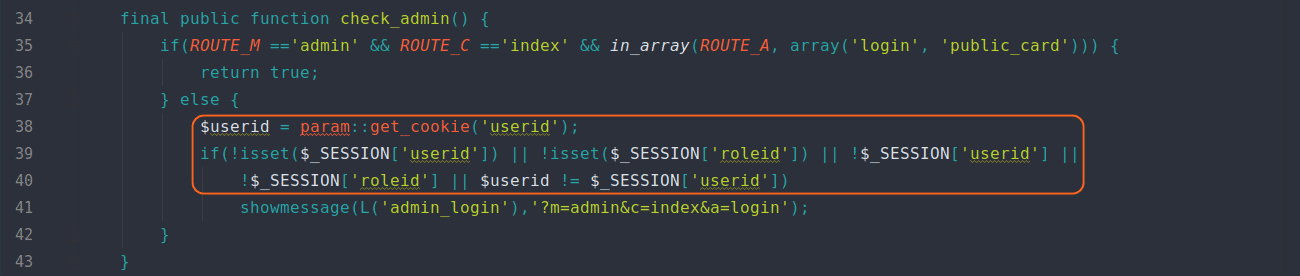 34 final public function check_admin() {
35 if(ROUTE_M =='admin' && ROUTE_C =='index' && in_array(ROUTE_A, array('login', 'public_card'))) {
36 return true;
37 } else {
38 $userid = param::get_cookie('userid');
39 if(!isset($_SESSION['userid']) || !isset($_SESSION['roleid']) || !$_SESSION['userid'] ||
40 !$_SESSION['roleid'] || $userid != $_SESSION['userid'])
41 showmessage(L('admin_login'),'?m=admin&c=index&a=login');
42 }
43 }